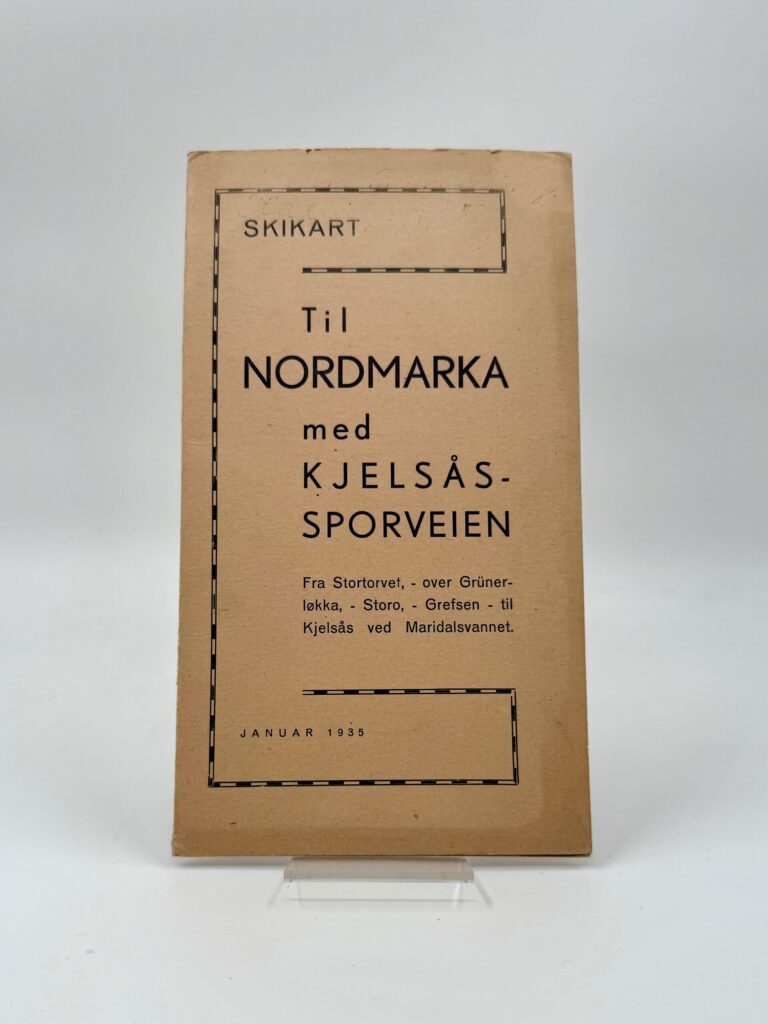 SKIKART
Til
NORDMARKA
med
KJELSÅS-
SPORVEIEN
Fra Stortorvet, - over Grüner-
løkka, - Storo, - Grefsen - til
Kjelsås ved Maridalsvannet.
JANUAR 1935